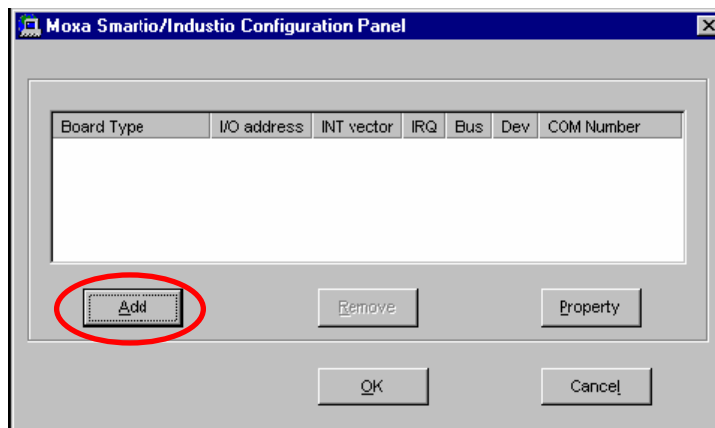 Moxa Smartio/Industio Configuration Panel
Board Type I/O address INT vector IRQ Bus Dev COM Number
Add Remove Property
OK Cancel